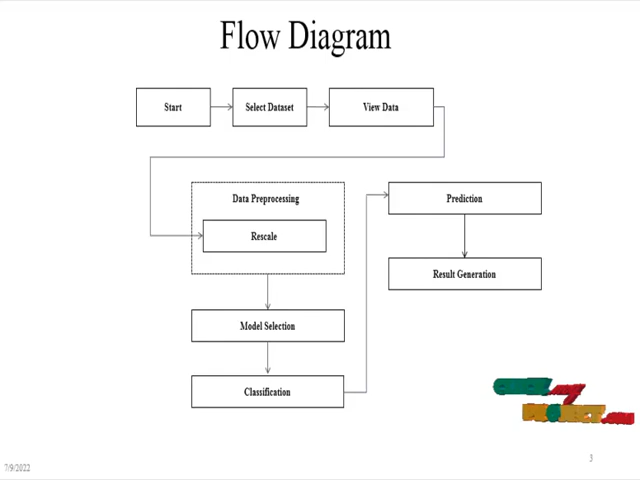 Flow Diagram
Start
Select Dataset
View Data
Data Preprocessing
Rescale
Model Selection
Classification
Prediction
Result Generation
7/9/2022
3